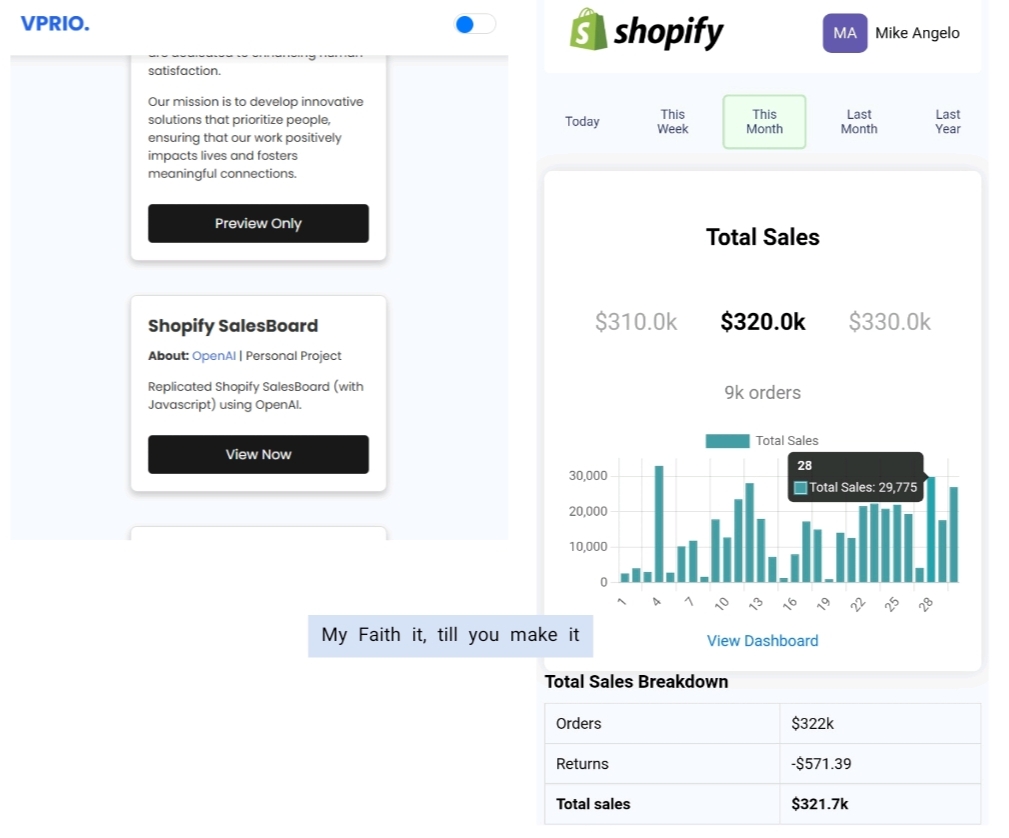 VPRIO.
are dedicated to enhancing human
satisfaction.
Our mission is to develop innovative
solutions that prioritize people,
ensuring that our work positively
impacts lives and fosters
meaningful connections.
Preview Only
Shopify SalesBoard
About: OpenAI | Personal Project
Replicated Shopify SalesBoard (with
Javascript) using OpenAI.
View Now
My Faith it, till you make it
shopify
MA Mike Angelo
Today
This
Week
This
Month
Last
Month
Last
Year
Total Sales
$310.0k $320.0k $330.0k
9k orders
Total Sales
28
Total Sales: 29,775
30,000
20,000
10,000
0
1 4 7 10 13 16 19 22 25 28
View Dashboard
Total Sales Breakdown
Orders $322k
Returns -$571.39
Total sales $321.7k